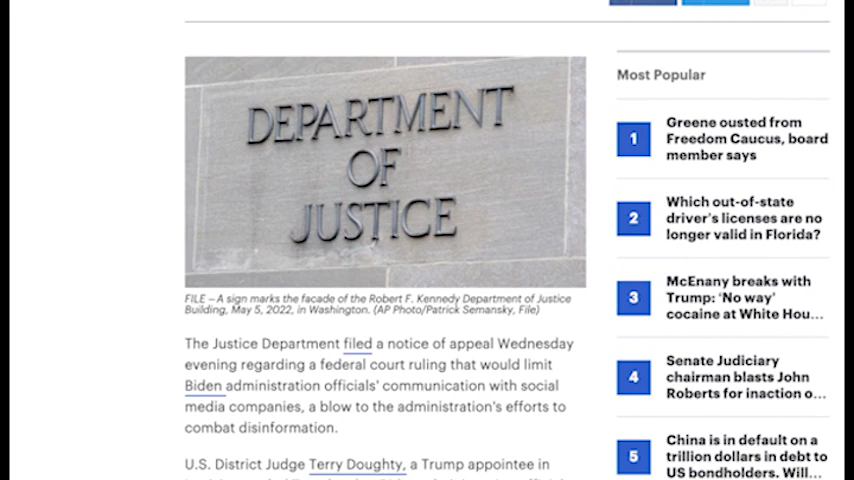 DEPARTMENT
OF
JUSTICE
FILE – A sign marks the facade of the Robert F. Kennedy Department of Justice
Building, May 5, 2022, in Washington. (AP Photo/Patrick Semansky, File)
The Justice Department filed a notice of appeal Wednesday
evening regarding a federal court ruling that would limit
Biden administration officials' communication with social
media companies, a blow to the administration's efforts to
combat disinformation.
U.S. District Judge Terry Doughty, a Trump appointee in
Most Popular
1
Greene ousted from
Freedom Caucus, board
member says
2
Which out-of-state
driver's licenses are no
longer valid in Florida?
3
McEnany breaks with
Trump: 'No way'
cocaine at White Hou...
4
Senate Judiciary
chairman blasts John
Roberts for inaction o...
5
China is in default on a
trillion dollars in debt to
US bondholders. Will...